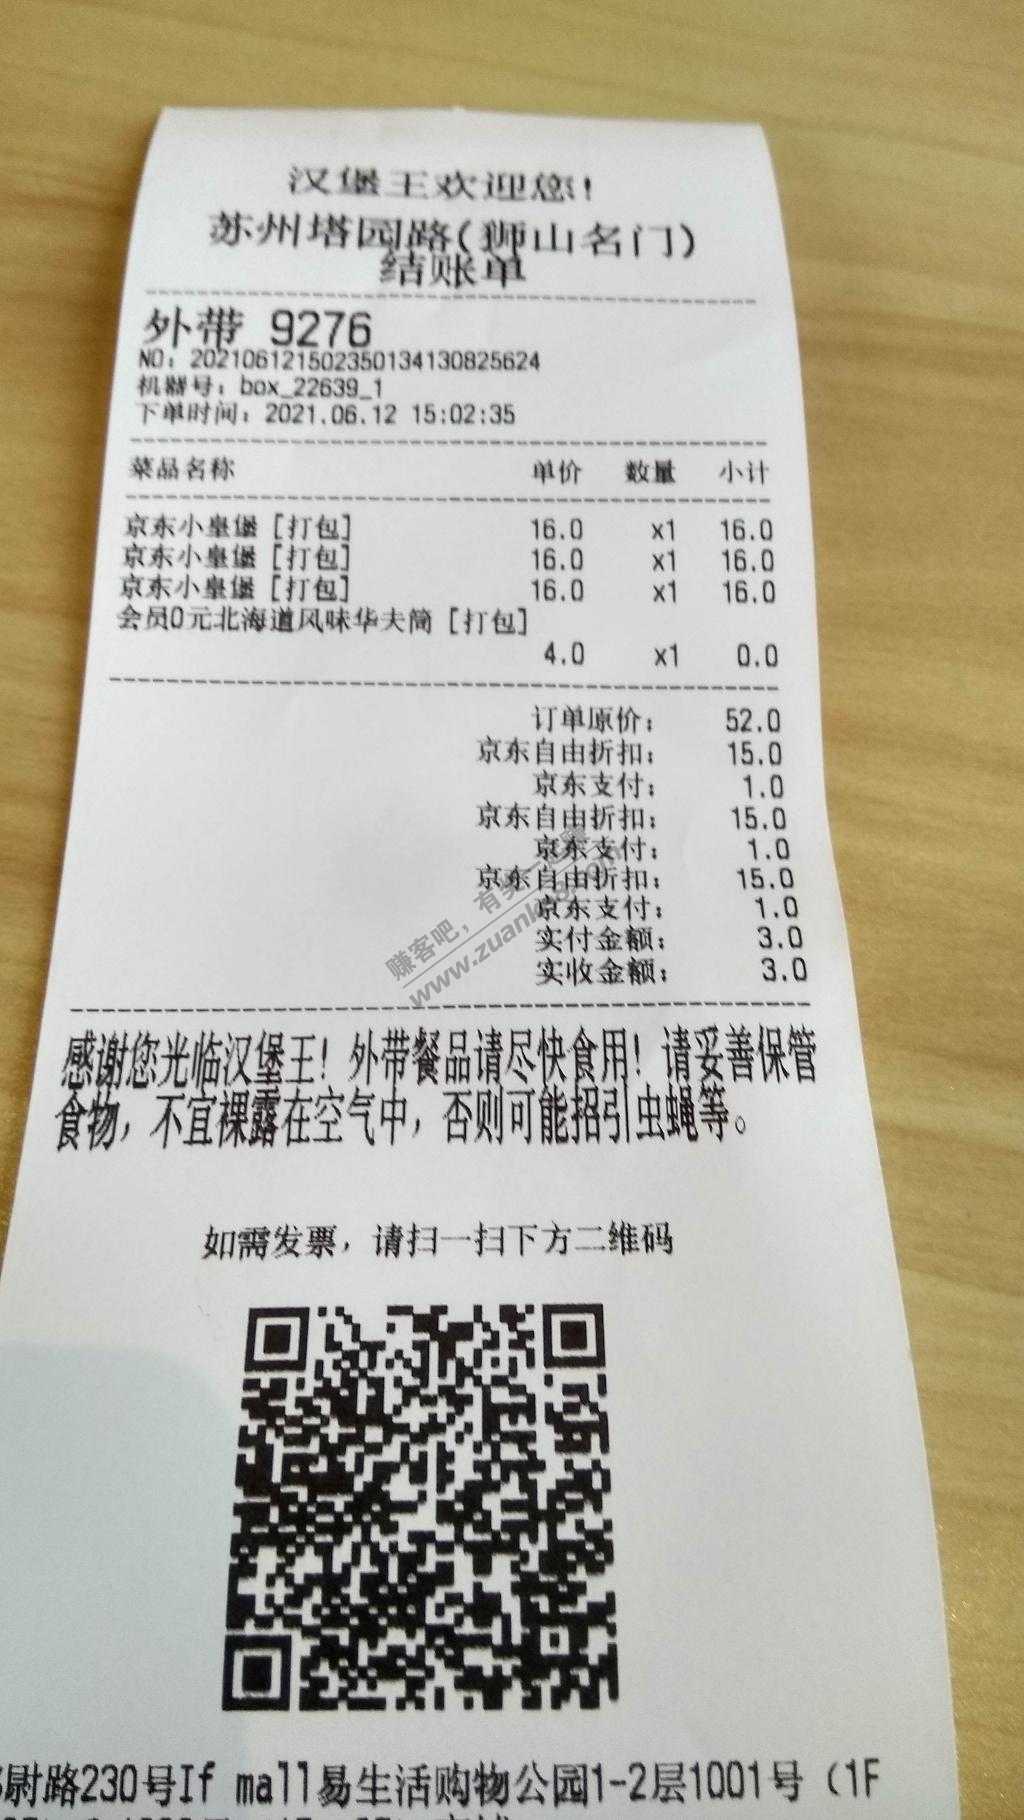 汉堡王欢迎您!
苏州塔园路(狮山名门)
结账单
外带 9276
NO: 202106121502350134130825624
机器号: box_22639_1
下单时间: 2021.06.12 15:02:35
菜品名称 单价 数量 小计
京东小皇堡 [打包] 16.0 x1 16.0
京东小皇堡 [打包] 16.0 x1 16.0
京东小皇堡 [打包] 16.0 x1 16.0
会员0元北海道风味华夫筒 [打包]
4.0 x1 0.0
订单原价: 52.0
京东自由折扣: 15.0
京东支付: 1.0
京东自由折扣: 15.0
京东支付: 1.0
京东自由折扣: 15.0
京东支付: 1.0
实付金额: 3.0
实收金额: 3.0
赚客吧, 有奖一起赚
www.zuanke8.com
感谢您光临汉堡王! 外带餐品请尽快食用! 请妥善保管
食物, 不宜裸露在空气中, 否则可能招引虫蝇等。
如需发票, 请扫一扫下方二维码
尉路230号If mall易生活购物公园1-2层1001号 (1F